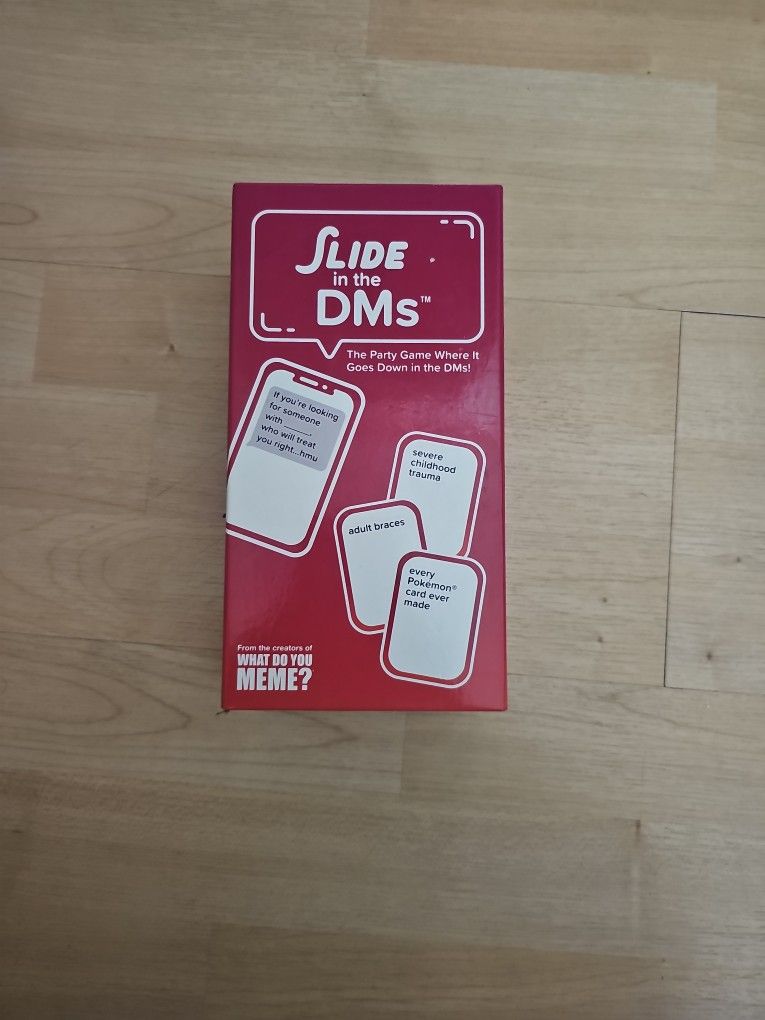 SLIDE
in the
DMs™
The Party Game Where It
Goes Down in the DMs!
If you're looking
for someone
with ______,
who will treat
you right...hmu
severe
childhood
trauma
adult braces
every
Pokémon®
card ever
made
From the creators of
WHAT DO YOU
MEME?